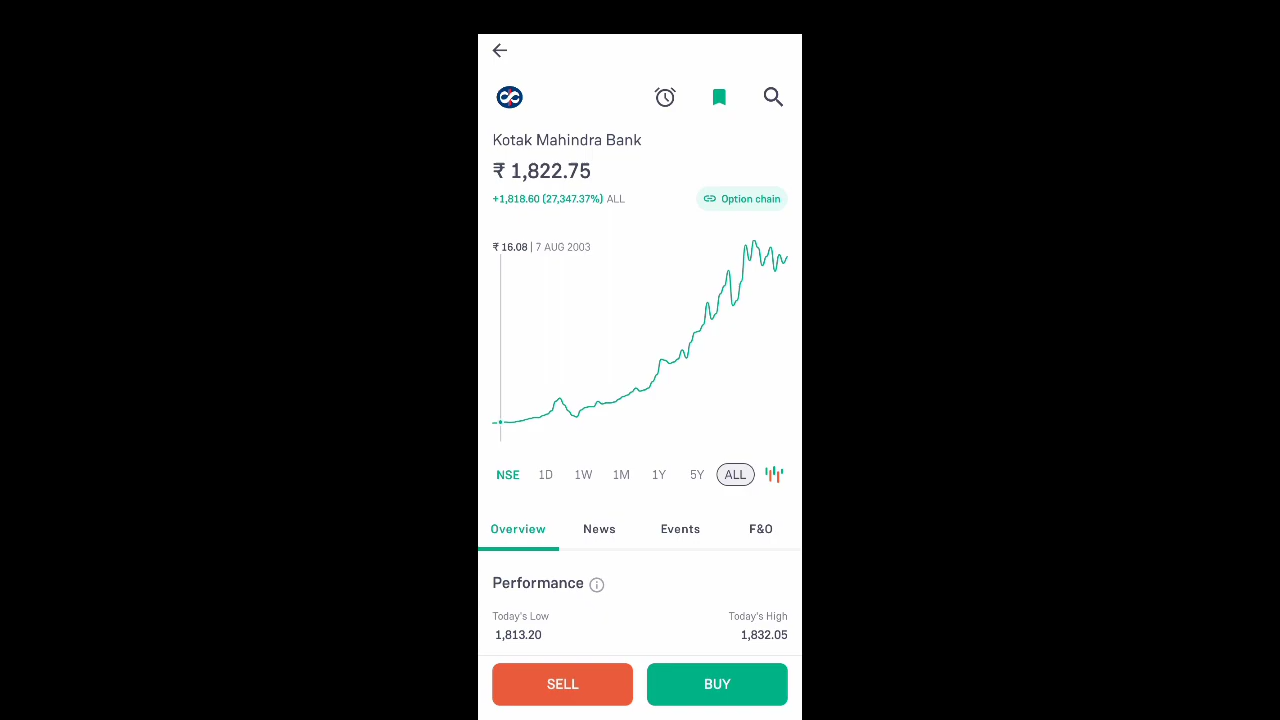 Kotak Mahindra Bank
₹ 1,822.75
+1,818.60 (27,347.37%) ALL
Option chain
₹ 16.08 | 7 AUG 2003
NSE 1D 1W 1M 1Y 5Y ALL
Overview News Events F&O
Performance
Today's Low Today's High
1,813.20 1,832.05
SELL BUY